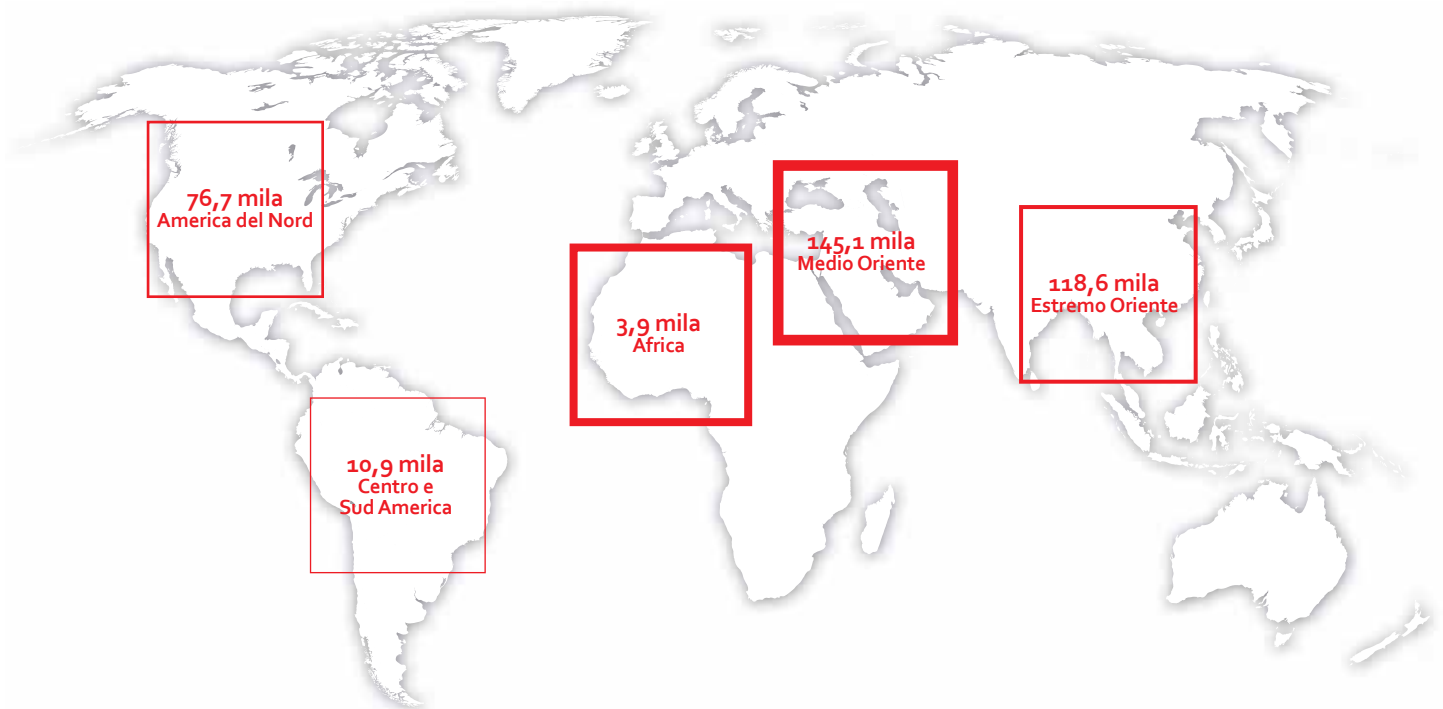 76,7 mila
America del Nord
145,1 mila
Medio Oriente
118,6 mila
Estremo Oriente
3,9 mila
Africa
10,9 mila
Centro e
Sud America